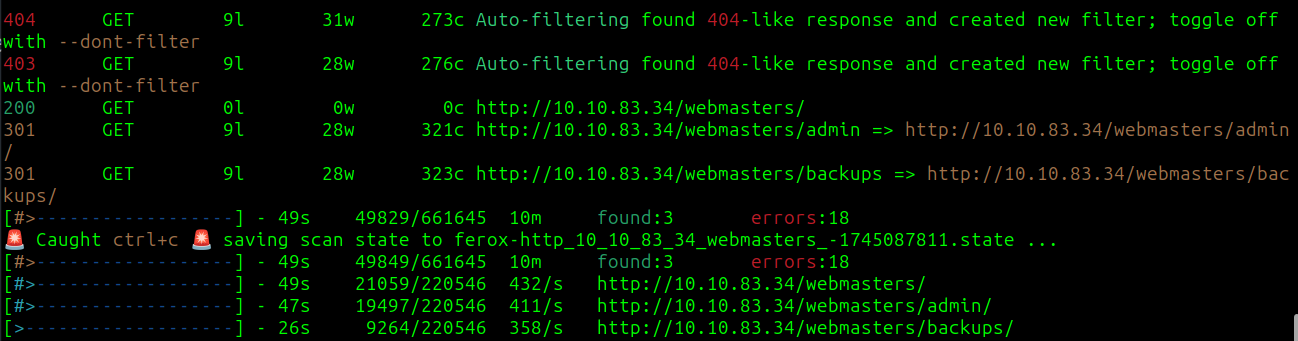 404 GET 9l 31w 273c Auto-filtering found 404-like response and created new filter; toggle off
with --dont-filter
403 GET 9l 28w 276c Auto-filtering found 404-like response and created new filter; toggle off
with --dont-filter
200 GET 0l 0w 0c http://10.10.83.34/webmasters/
301 GET 9l 28w 321c http://10.10.83.34/webmasters/admin => http://10.10.83.34/webmasters/admin
/
301 GET 9l 28w 323c http://10.10.83.34/webmasters/backups => http://10.10.83.34/webmasters/bac
kups/
[#>------------------] - 49s 49829/661645 10m found:3 errors:18
🚨 Caught ctrl+c 🚨 saving scan state to ferox-http_10_10_83_34_webmasters_-1745087811.state ...
[#>------------------] - 49s 49849/661645 10m found:3 errors:18
[#>------------------] - 49s 21059/220546 432/s http://10.10.83.34/webmasters/
[#>------------------] - 47s 19497/220546 411/s http://10.10.83.34/webmasters/admin/
[>-------------------] - 26s 9264/220546 358/s http://10.10.83.34/webmasters/backups/